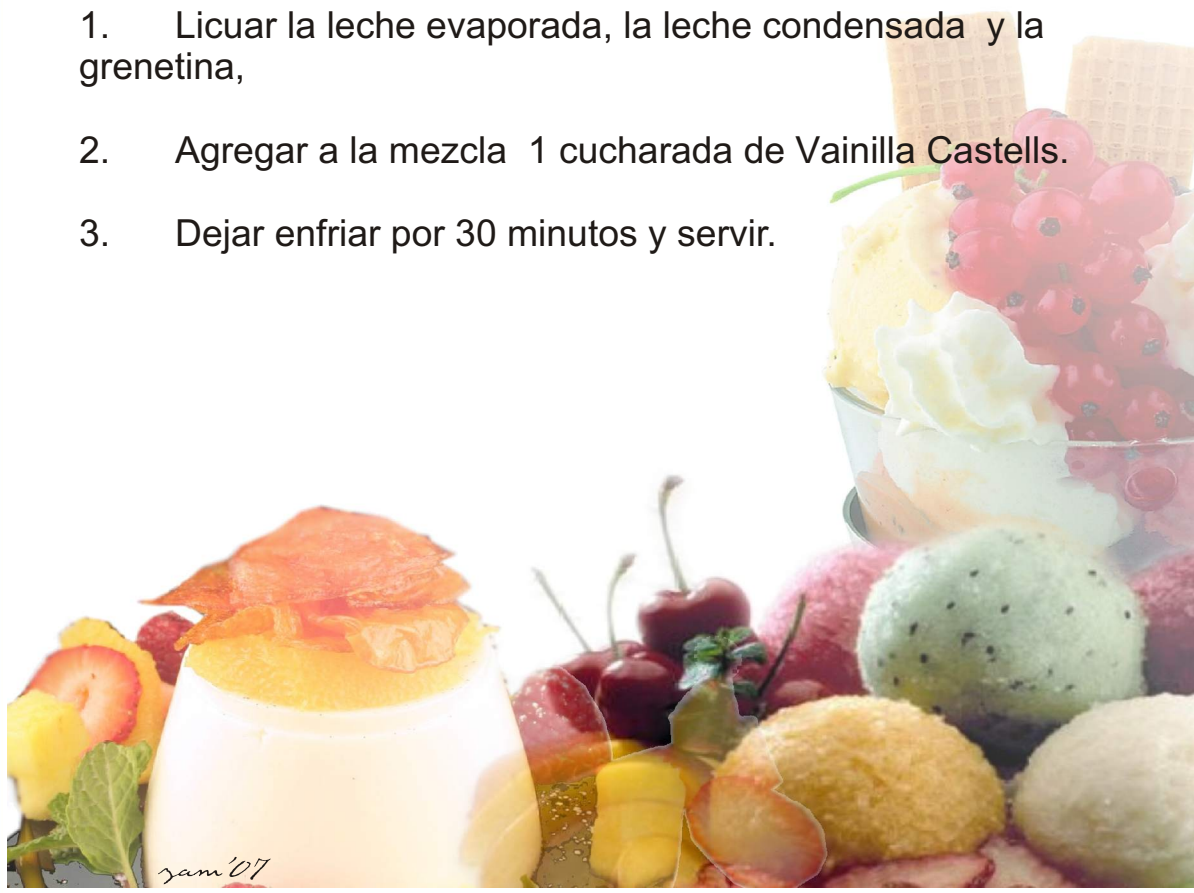 1. Licuar la leche evaporada, la leche condensada y la
grenetina,
2. Agregar a la mezcla 1 cucharada de Vainilla Castells.
3. Dejar enfriar por 30 minutos y servir.
zam'07